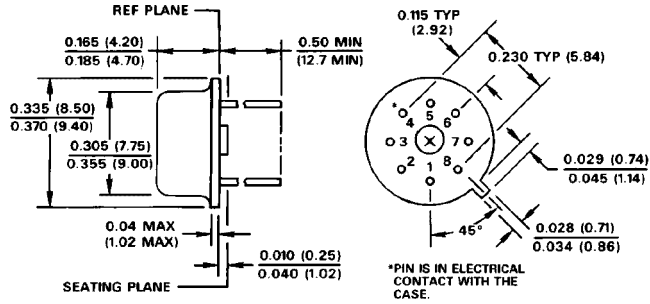 REF PLANE
0.165 (4.20)
0.185 (4.70)
0.50 MIN
(12.7 MIN)
0.335 (8.50)
0.370 (9.40)
0.305 (7.75)
0.355 (9.00)
0.04 MAX
(1.02 MAX)
0.010 (0.25)
0.040 (1.02)
SEATING PLANE
0.115 TYP
(2.92)
0.230 TYP (5.84)
*
5
4
6
3
7
2
8
1
0.029 (0.74)
0.045 (1.14)
0.028 (0.71)
0.034 (0.86)
45°
*PIN IS IN ELECTRICAL
CONTACT WITH THE
CASE.